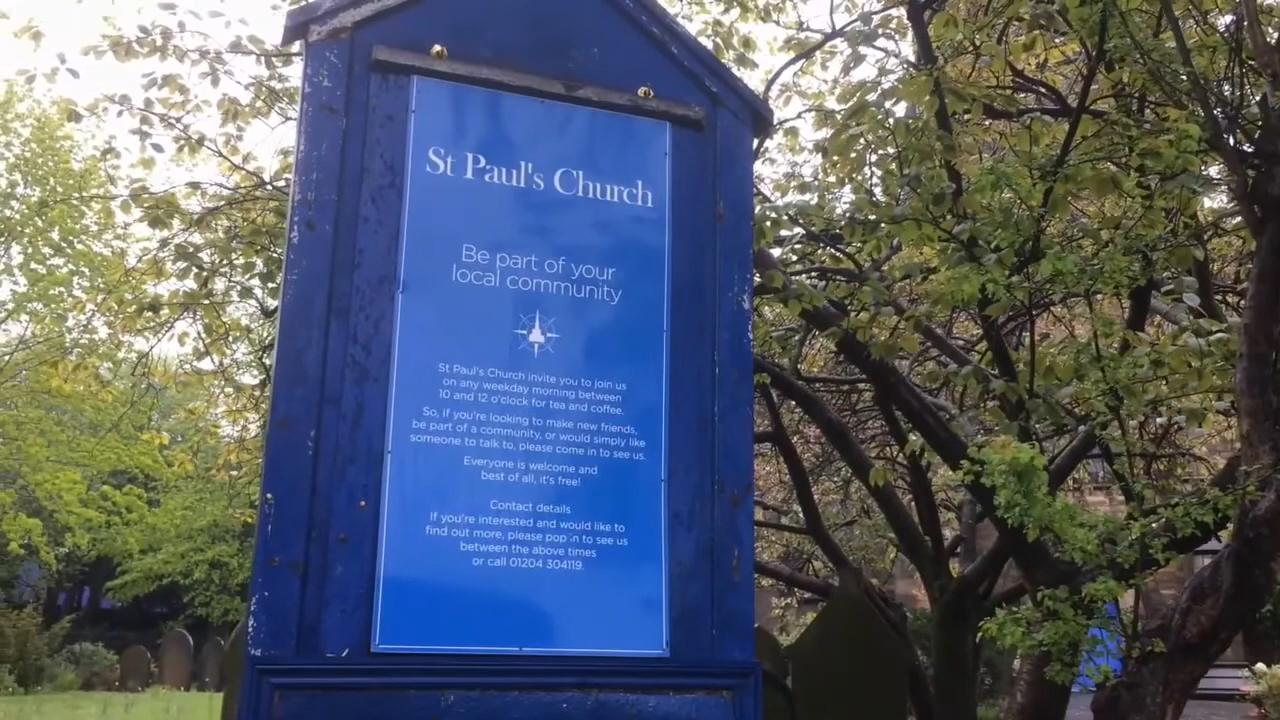 St Paul's Church
Be part of your
local community
St Paul's Church invite you to join us
on any weekday morning between
10 and 12 o'clock for tea and coffee.
So, if you're looking to make new friends,
be part of a community, or would simply like
someone to talk to, please come in to see us.
Everyone is welcome and
best of all, it's free!
Contact details
If you're interested and would like to
find out more, please pop in to see us
between the above times
or call 01204 304119.